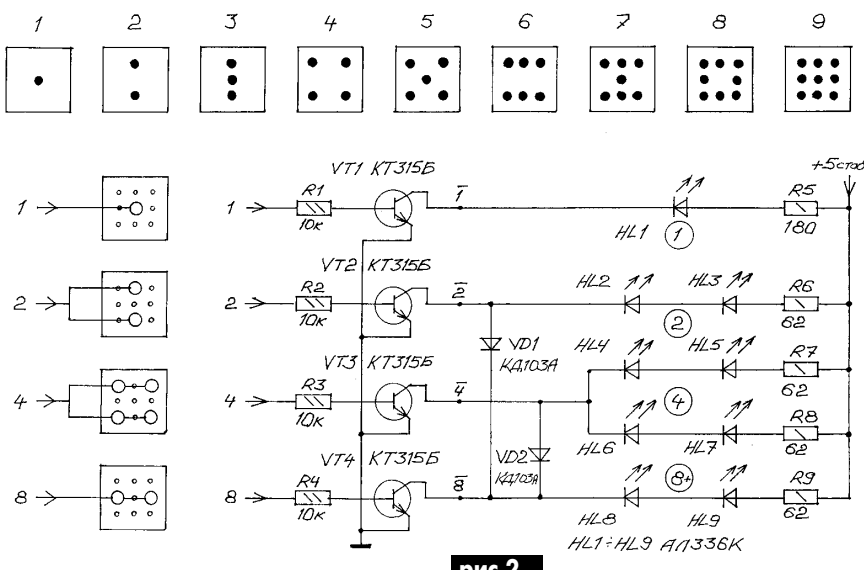 1 2 3 4 5 6 7 8 9
+5стаб
VT1 КТ315Б
1 1 R1 1 HL1 1 R5
10к 180
VT2 КТ315Б
2 2 R2 2 HL2 HL3 R6
10к 2 62
VD1
КД103А
VT3 КТ315Б
HL4 HL5 R7
62
4 4 R3 4 4
10к
HL6 HL7 R8
62
VD2
КД103А
VT4 КТ315Б
8 8 R4 8 8+ R9
10к HL8 HL9 62
HL1÷HL9 АЛ336К
рис 2